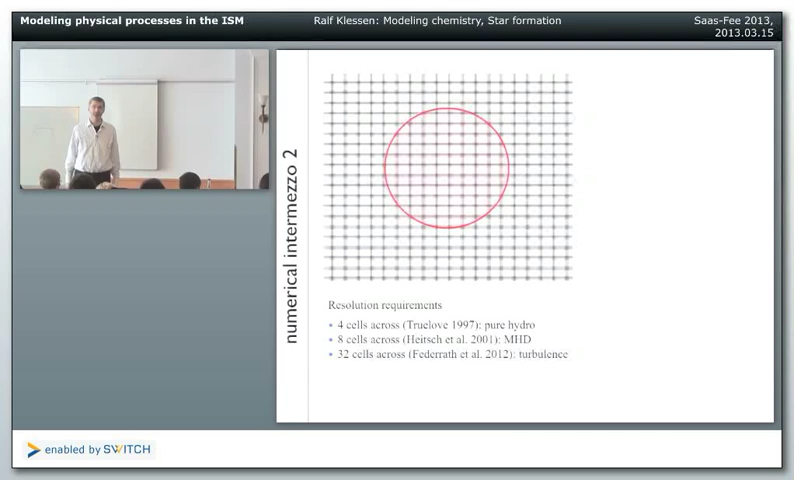 Modeling physical processes in the ISM
Ralf Klessen: Modeling chemistry, Star formation
Saas-Fee 2013,
2013.03.15
numerical intermezzo 2
Resolution requirements
• 4 cells across (Truelove 1997): pure hydro
• 8 cells across (Heitsch et al. 2001): MHD
• 32 cells across (Federrath et al. 2012): turbulence
enabled by SWITCH